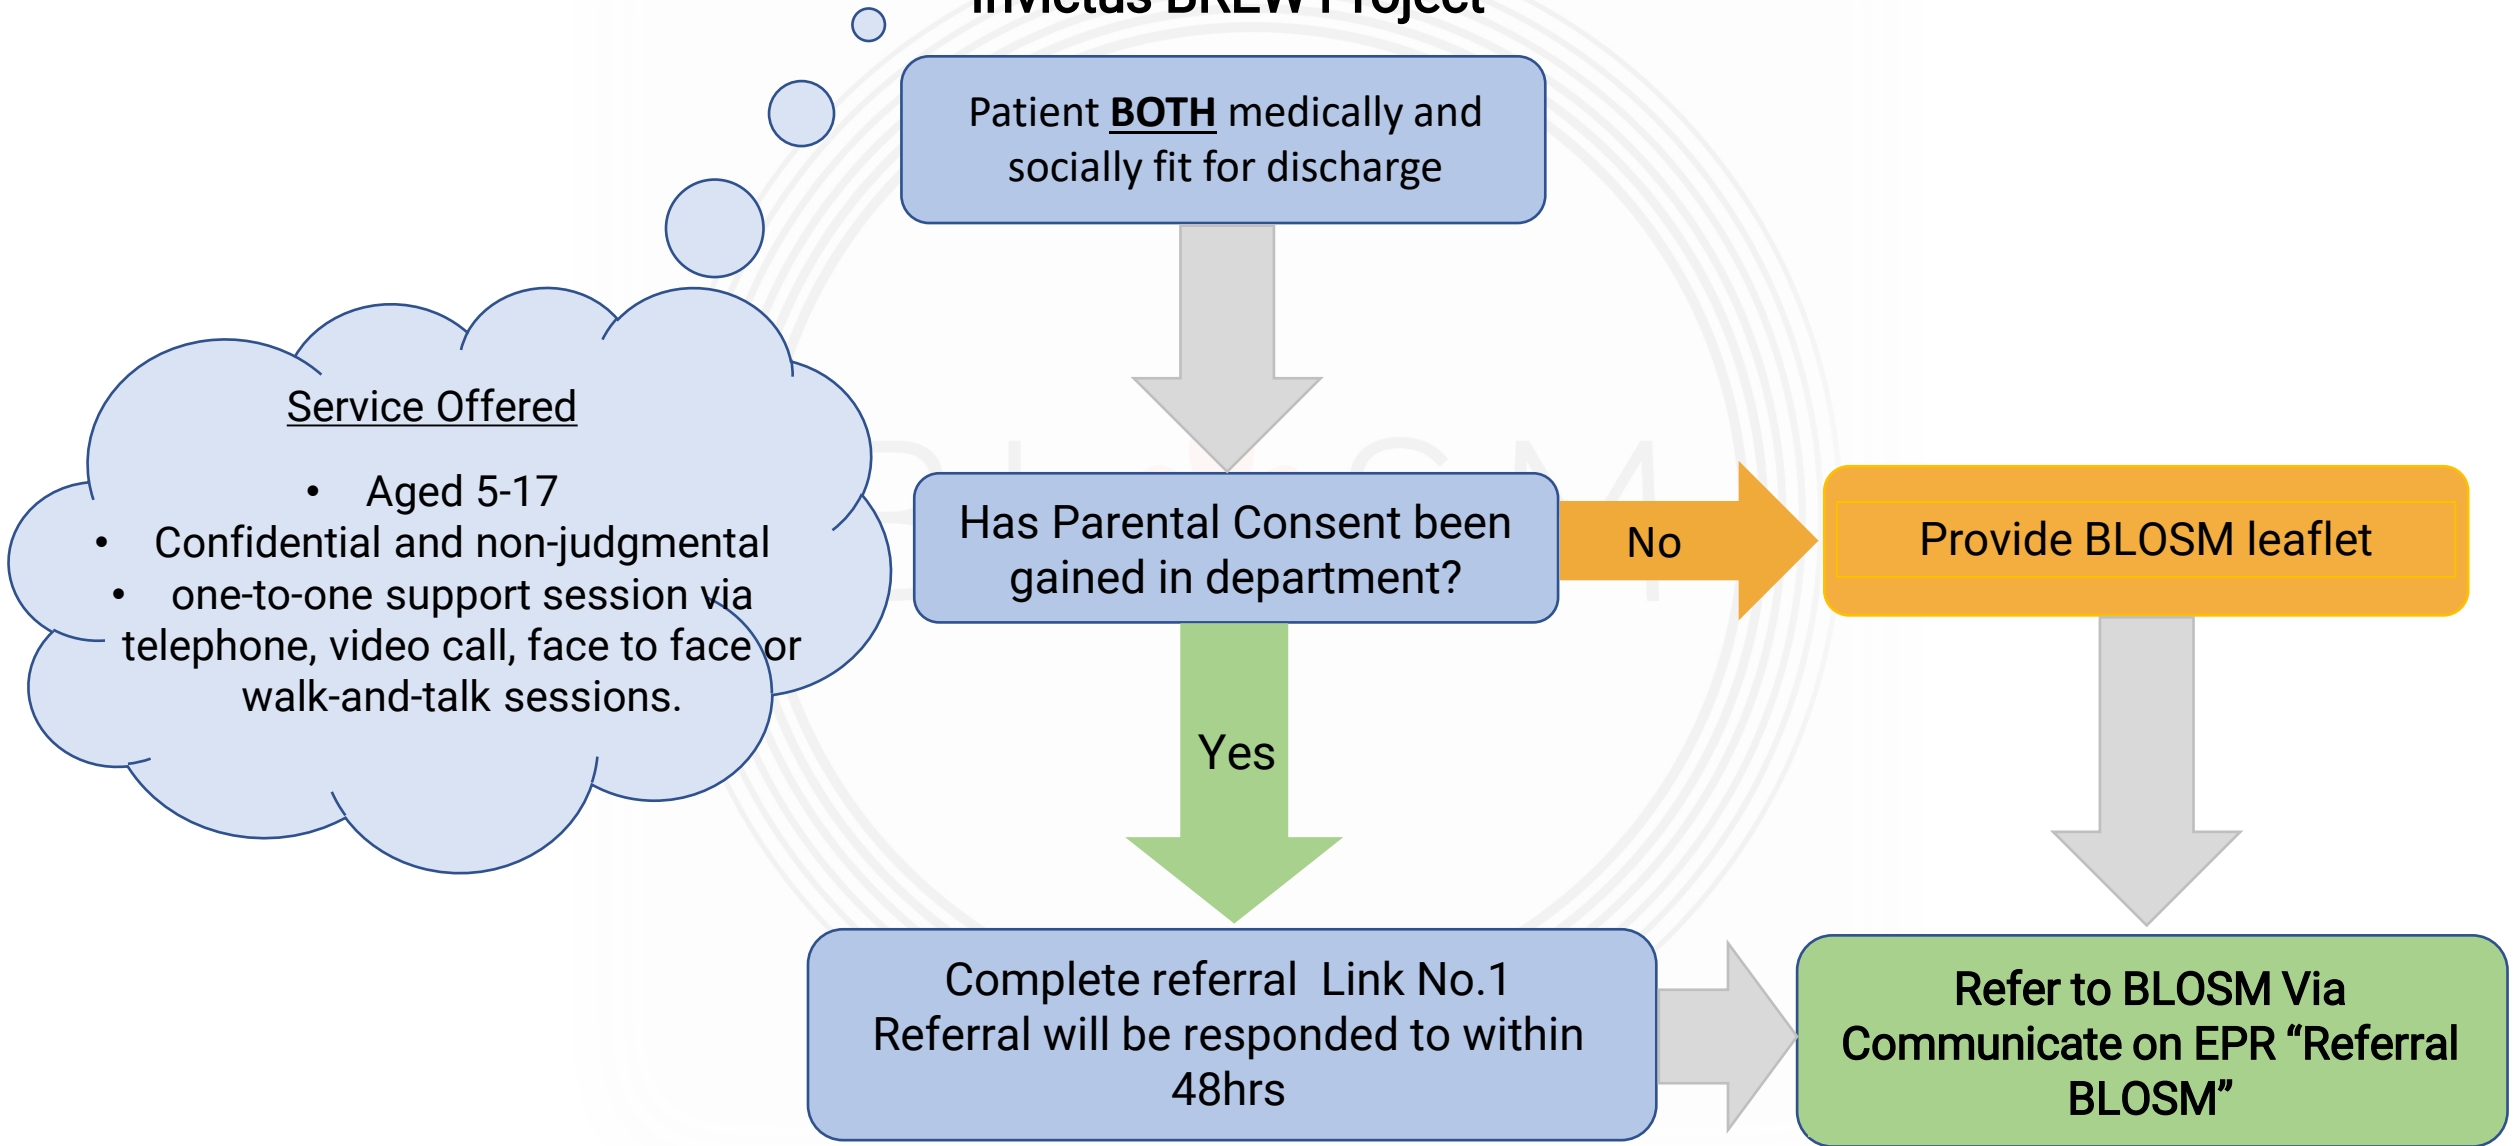 Invictus BREW Project
Patient BOTH medically and
socially fit for discharge
Service Offered
• Aged 5-17
• Confidential and non-judgmental
• one-to-one support session via
telephone, video call, face to face or
walk-and-talk sessions.
Has Parental Consent been
gained in department?
No
Provide BLOSM leaflet
Yes
Complete referral  Link No.1
Referral will be responded to within
48hrs
Refer to BLOSM Via
Communicate on EPR “Referral
BLOSM”